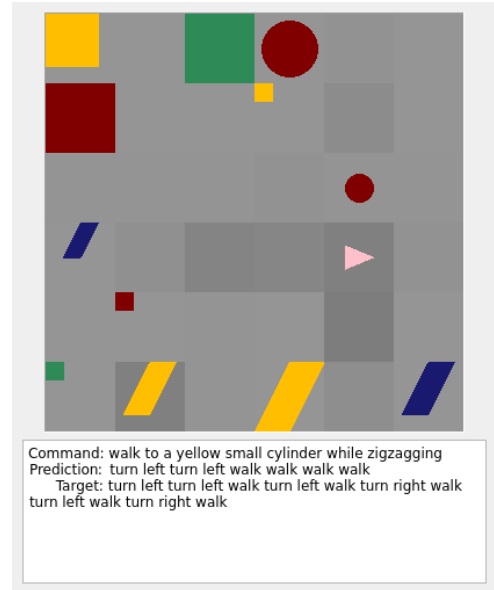 Command: walk to a yellow small cylinder while zigzagging
Prediction: turn left turn left walk walk walk walk
Target: turn left turn left walk turn left walk turn right walk
turn left walk turn right walk